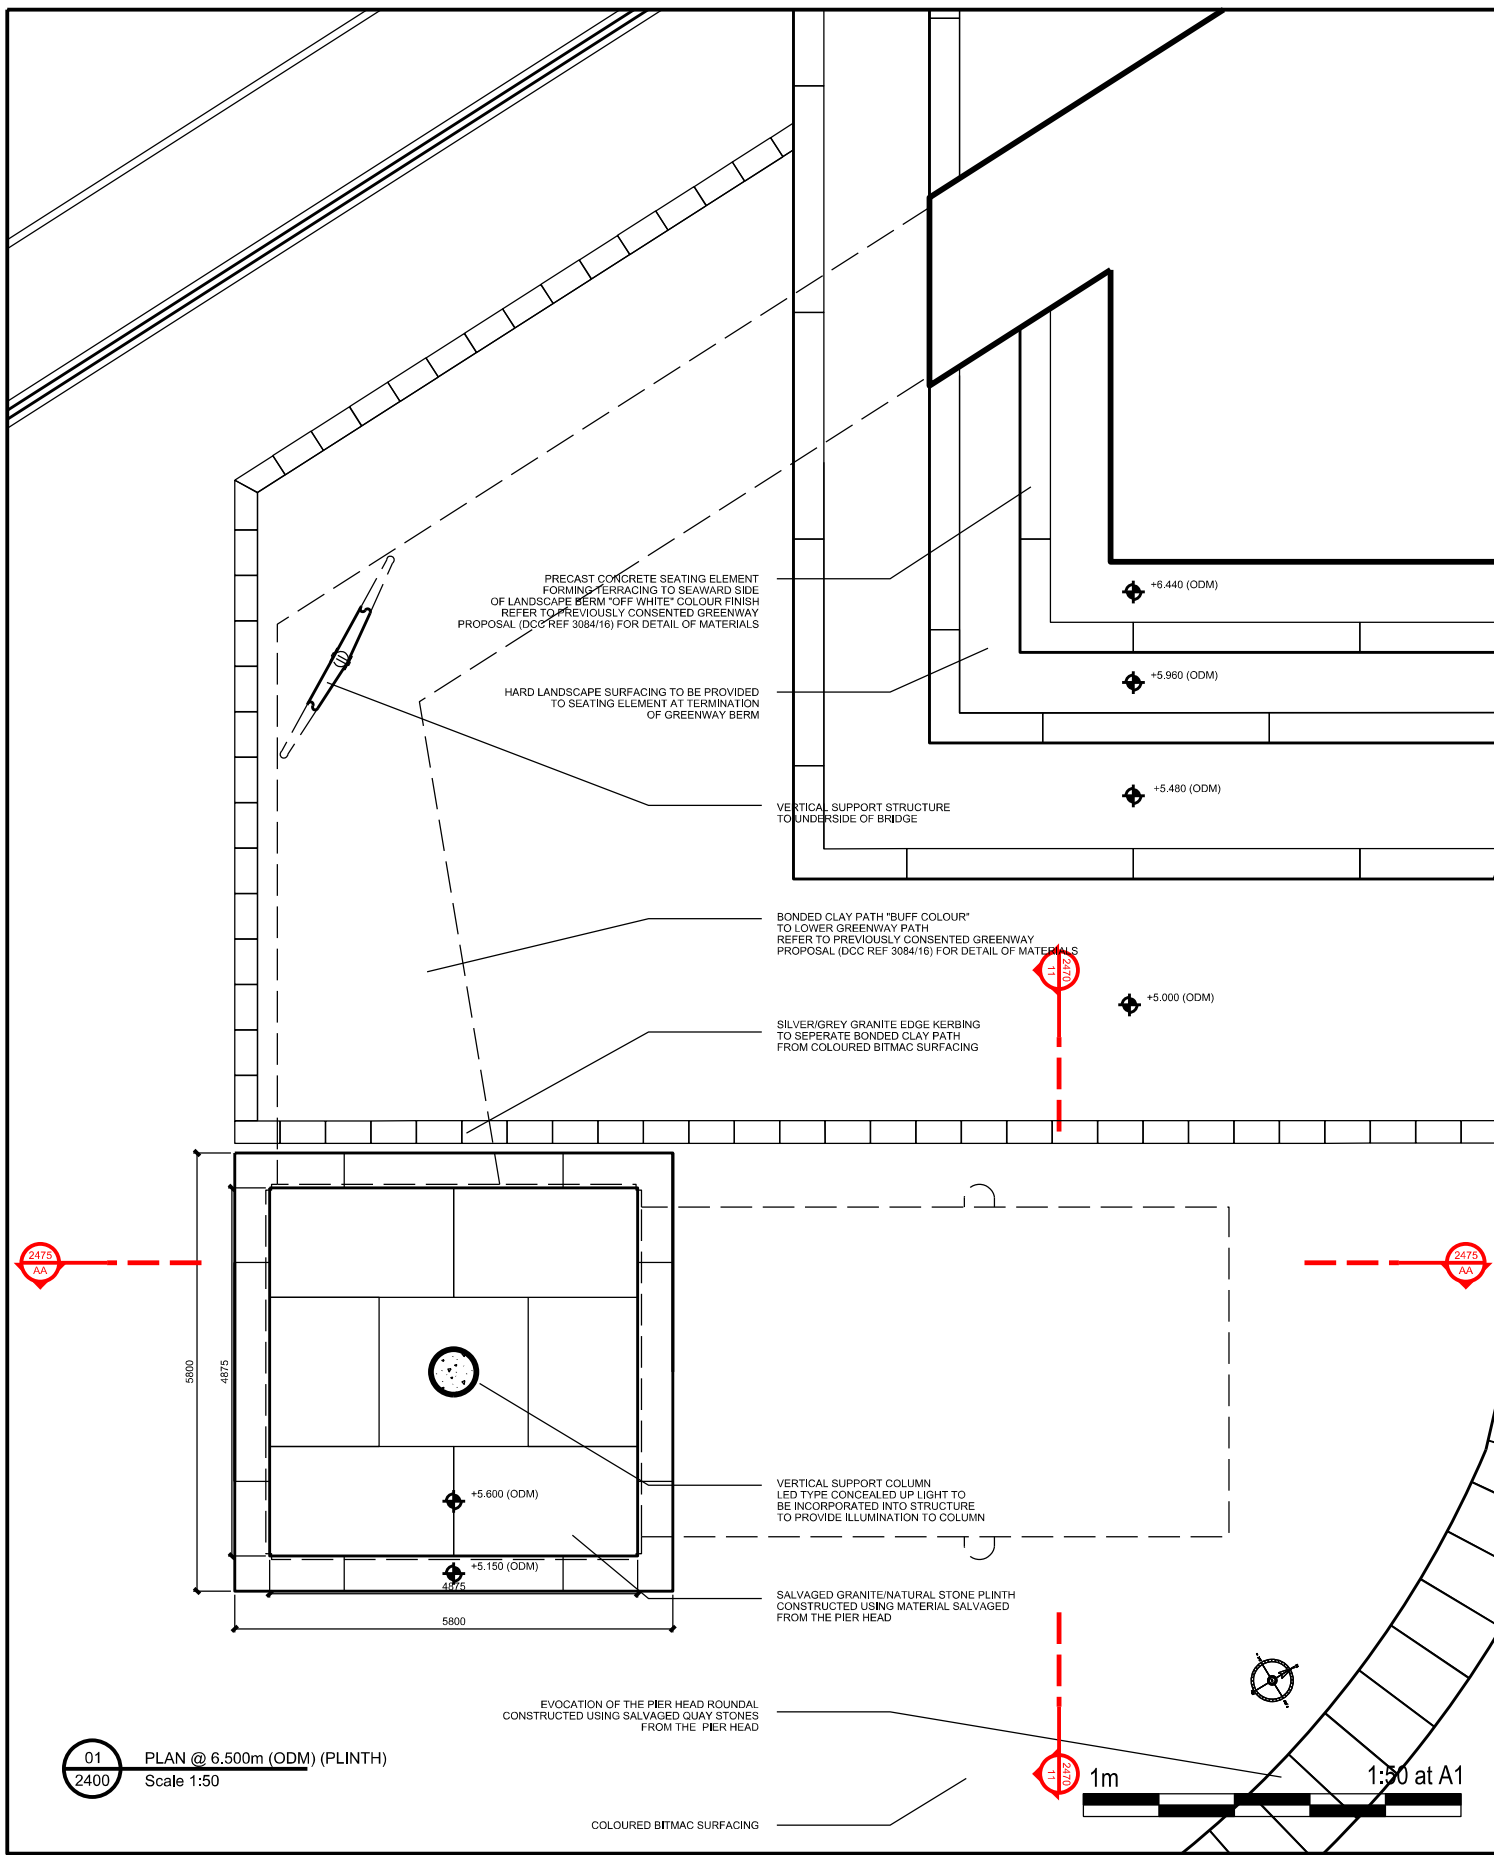 PRECAST CONCRETE SEATING ELEMENT
FORMING TERRACING TO SEAWARD SIDE
OF LANDSCAPE BERM "OFF WHITE" COLOUR FINISH
REFER TO PREVIOUSLY CONSENTED GREENWAY
PROPOSAL (DCC REF 3084/16) FOR DETAIL OF MATERIALS
+6.440 (ODM)
HARD LANDSCAPE SURFACING TO BE PROVIDED
TO SEATING ELEMENT AT TERMINATION
OF GREENWAY BERM
+5.960 (ODM)
VERTICAL SUPPORT STRUCTURE
TO UNDERSIDE OF BRIDGE
+5.480 (ODM)
BONDED CLAY PATH "BUFF COLOUR"
TO LOWER GREENWAY PATH
REFER TO PREVIOUSLY CONSENTED GREENWAY
PROPOSAL (DCC REF 3084/16) FOR DETAIL OF MATERIALS
2470
11
+5.000 (ODM)
SILVER/GREY GRANITE EDGE KERBING
TO SEPERATE BONDED CLAY PATH
FROM COLOURED BITMAC SURFACING
2475
AA
2475
AA
5800
4875
VERTICAL SUPPORT COLUMN
LED TYPE CONCEALED UP LIGHT TO
BE INCORPORATED INTO STRUCTURE
TO PROVIDE ILLUMINATION TO COLUMN
+5.600 (ODM)
+5.150 (ODM)
4875
5800
SALVAGED GRANITE/NATURAL STONE PLINTH
CONSTRUCTED USING MATERIAL SALVAGED
FROM THE PIER HEAD
EVOCATION OF THE PIER HEAD ROUNDAL
CONSTRUCTED USING SALVAGED QUAY STONES
FROM THE PIER HEAD
01
2400
PLAN @ 6.500m (ODM) (PLINTH)
Scale 1:50
2470
11
1m
1:50 at A1
COLOURED BITMAC SURFACING